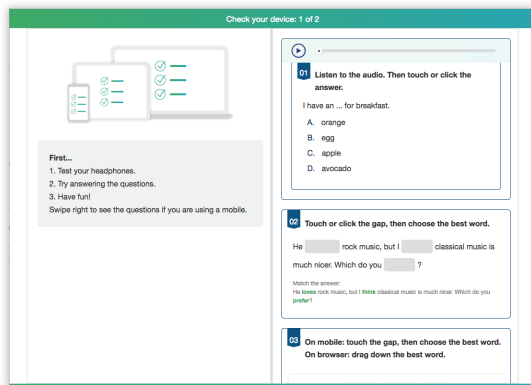 Check your device: 1 of 2
First...
1. Test your headphones.
2. Try answering the questions.
3. Have fun!
Swipe right to see the questions if you are using a mobile.
01
Listen to the audio. Then touch or click the
answer.
I have an ... for breakfast.
A. orange
B. egg
C. apple
D. avocado
02
Touch or click the gap, then choose the best word.
He rock music, but I classical music is
much nicer. Which do you ?
Match the answer:
He loves rock music, but I think classical music is much nicer. Which do you
prefer?
03
On mobile: touch the gap, then choose the best word.
On browser: drag down the best word.